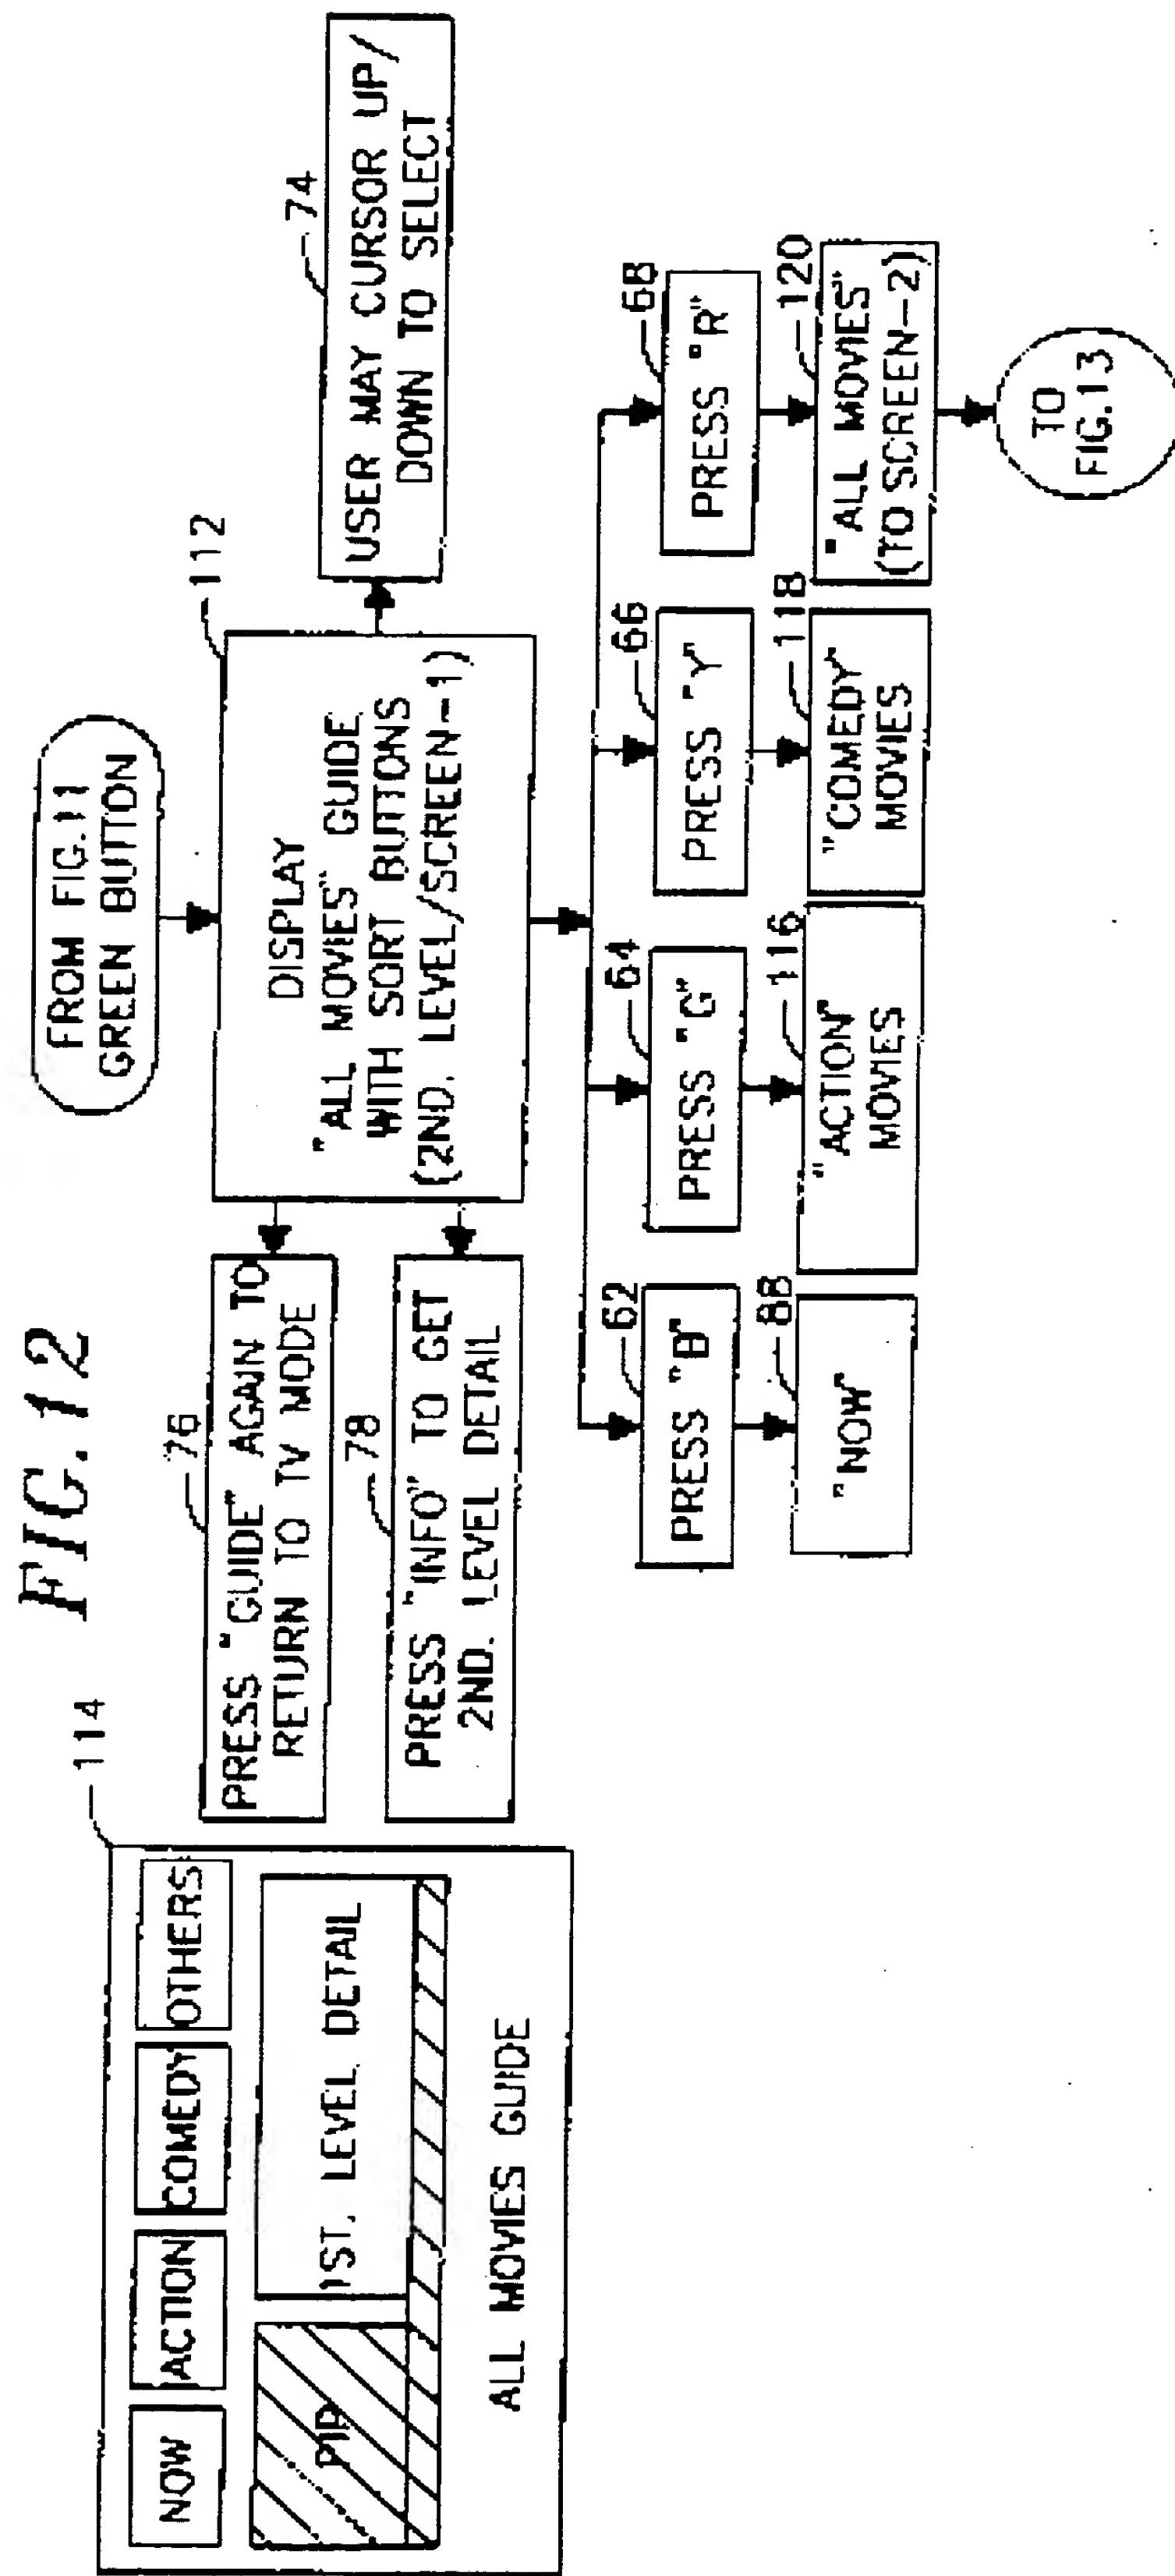 FIG.12
114
NOW
ACTION
COMEDY
OTHERS
PIP
1ST. LEVEL DETAIL
ALL MOVIES GUIDE
FROM FIG.11
GREEN BUTTON
112
DISPLAY
"ALL MOVIES" GUIDE
WITH SORT BUTTONS
(2ND. LEVEL/SCREEN-1)
76
PRESS "GUIDE" AGAIN TO
RETURN TO TV MODE
78
PRESS "INFO" TO GET
2ND. LEVEL DETAIL
74
USER MAY CURSOR UP/
DOWN TO SELECT
62
PRESS "B"
64
PRESS "G"
66
PRESS "Y"
68
PRESS "R"
88
"NOW"
116
"ACTION"
MOVIES
118
"COMEDY"
MOVIES
120
"ALL MOVIES"
(TO SCREEN-2)
TO
FIG.13